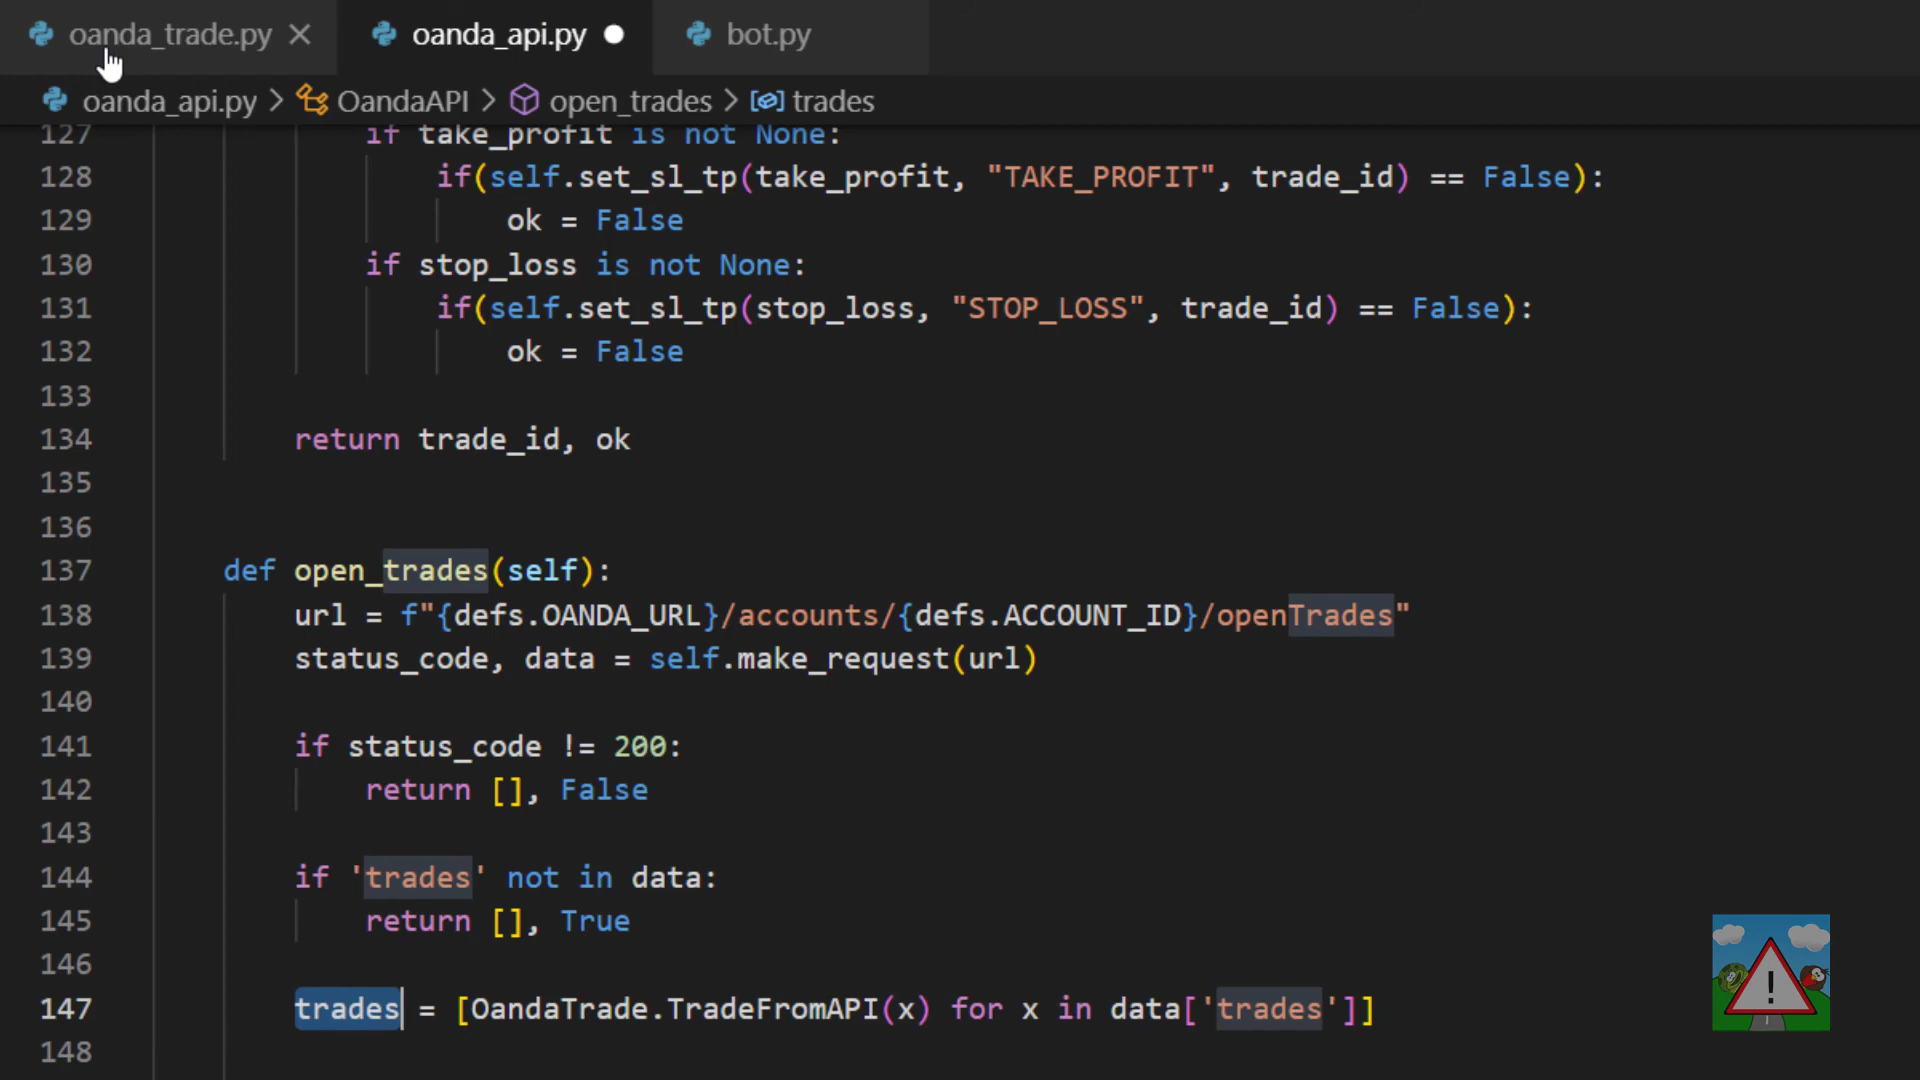 oanda_trade.py oanda_api.py bot.py
oanda_api.py > OandaAPI > open_trades > trades
127 if take_profit is not None:
128 if(self.set_sl_tp(take_profit, "TAKE_PROFIT", trade_id) == False):
129 ok = False
130 if stop_loss is not None:
131 if(self.set_sl_tp(stop_loss, "STOP_LOSS", trade_id) == False):
132 ok = False
133
134 return trade_id, ok
135
136
137 def open_trades(self):
138 url = f"{defs.OANDA_URL}/accounts/{defs.ACCOUNT_ID}/openTrades"
139 status_code, data = self.make_request(url)
140
141 if status_code != 200:
142 return [], False
143
144 if 'trades' not in data:
145 return [], True
146
147 trades = [OandaTrade.TradeFromAPI(x) for x in data['trades']]
148
!